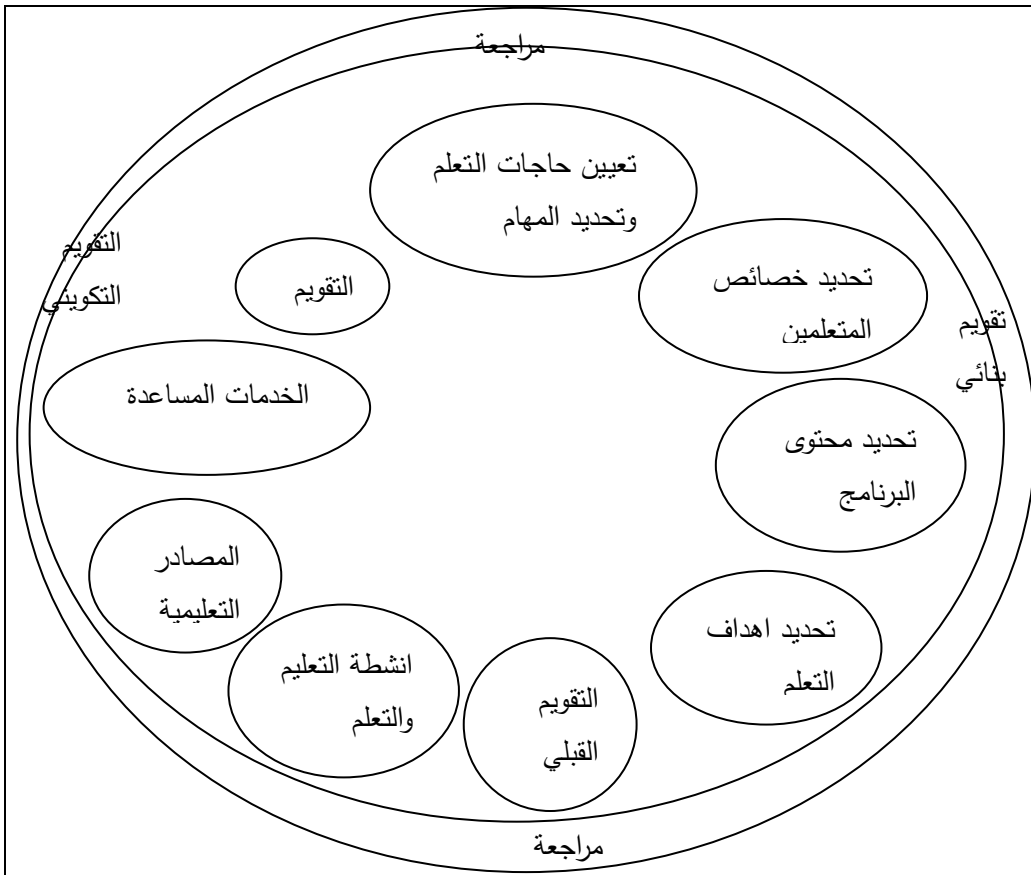 مراجعة
تعيين حاجات التعلم
وتحديد المهام
تحديد خصائص
المتعلمين
تقويم
بنائي
تحديد محتوى
البرنامج
تحديد اهداف
التعلم
التقويم
القبلي
انشطة التعليم
والتعلم
المصادر
التعليمية
الخدمات المساعدة
التقويم
التقويم
التكويني
مراجعة